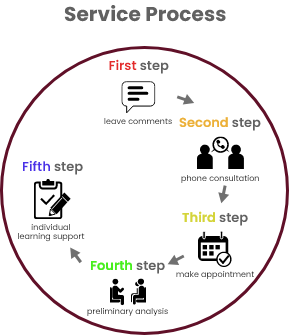 Service Process
First step
leave comments
Second step
phone consultation
Third step
make appointment
Fourth step
preliminary analysis
Fifth step
individual
learning support